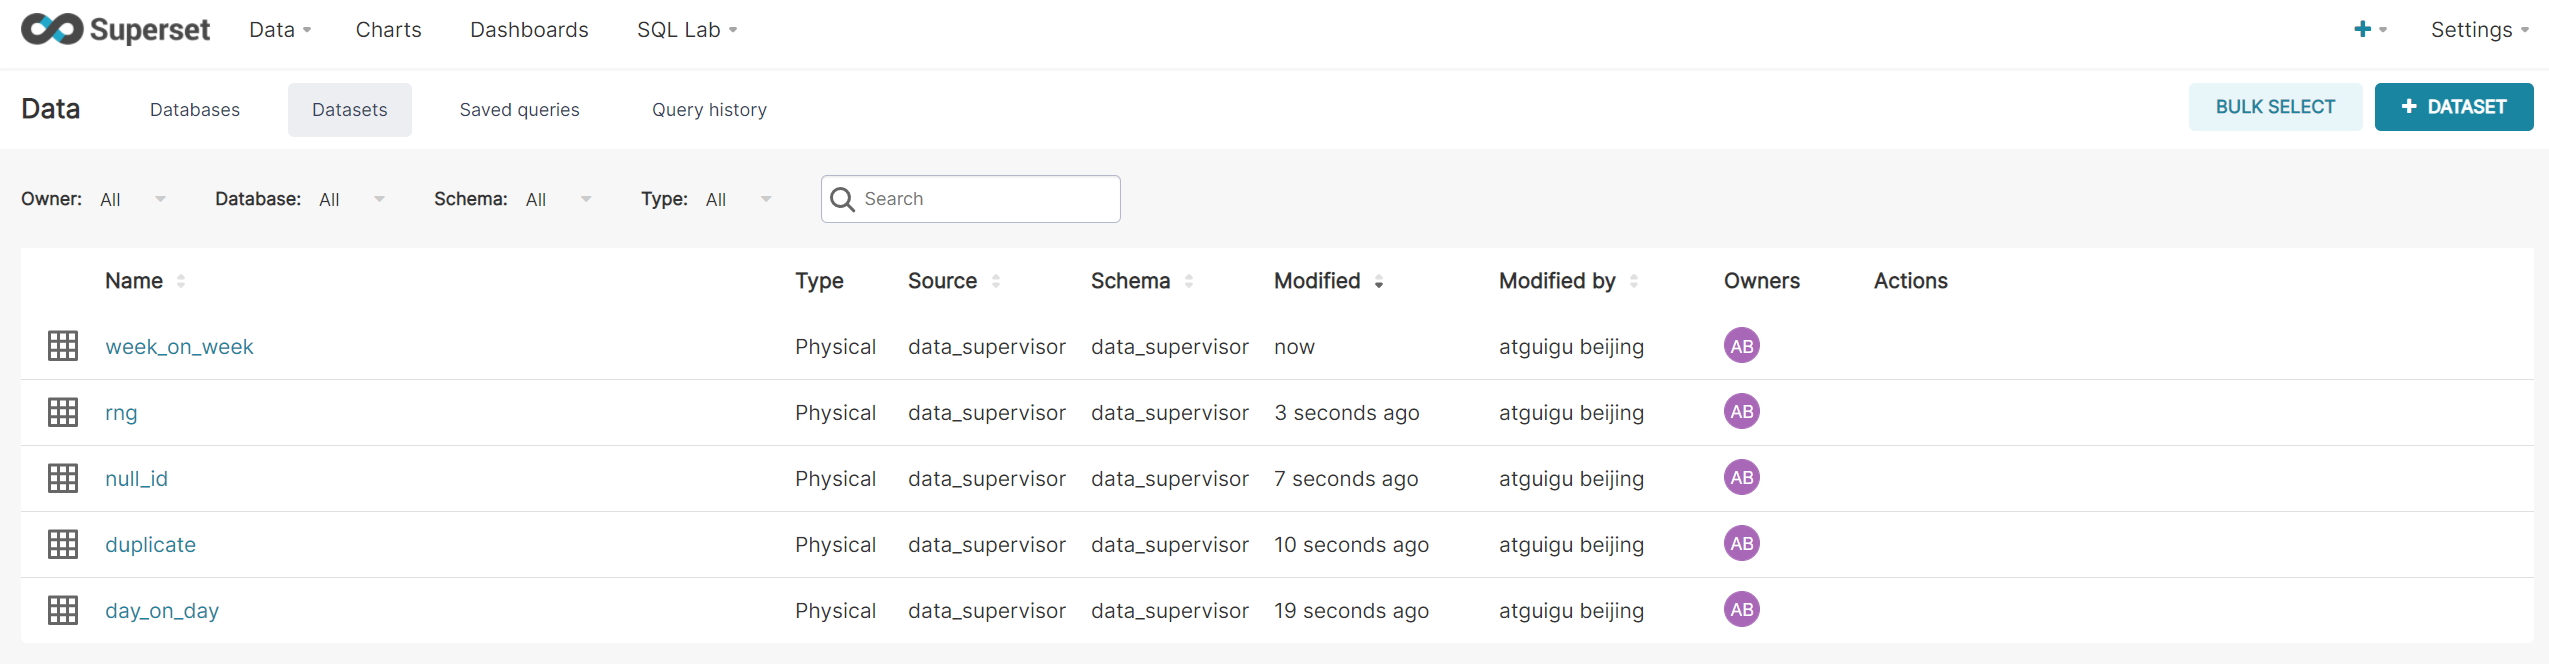 Superset Data Charts Dashboards SQL Lab + Settings
Data Databases Datasets Saved queries Query history BULK SELECT + DATASET
Owner: All Database: All Schema: All Type: All Search
Name Type Source Schema Modified Modified by Owners Actions
week_on_week Physical data_supervisor data_supervisor now atguigu beijing AB
rng Physical data_supervisor data_supervisor 3 seconds ago atguigu beijing AB
null_id Physical data_supervisor data_supervisor 7 seconds ago atguigu beijing AB
duplicate Physical data_supervisor data_supervisor 10 seconds ago atguigu beijing AB
day_on_day Physical data_supervisor data_supervisor 19 seconds ago atguigu beijing AB